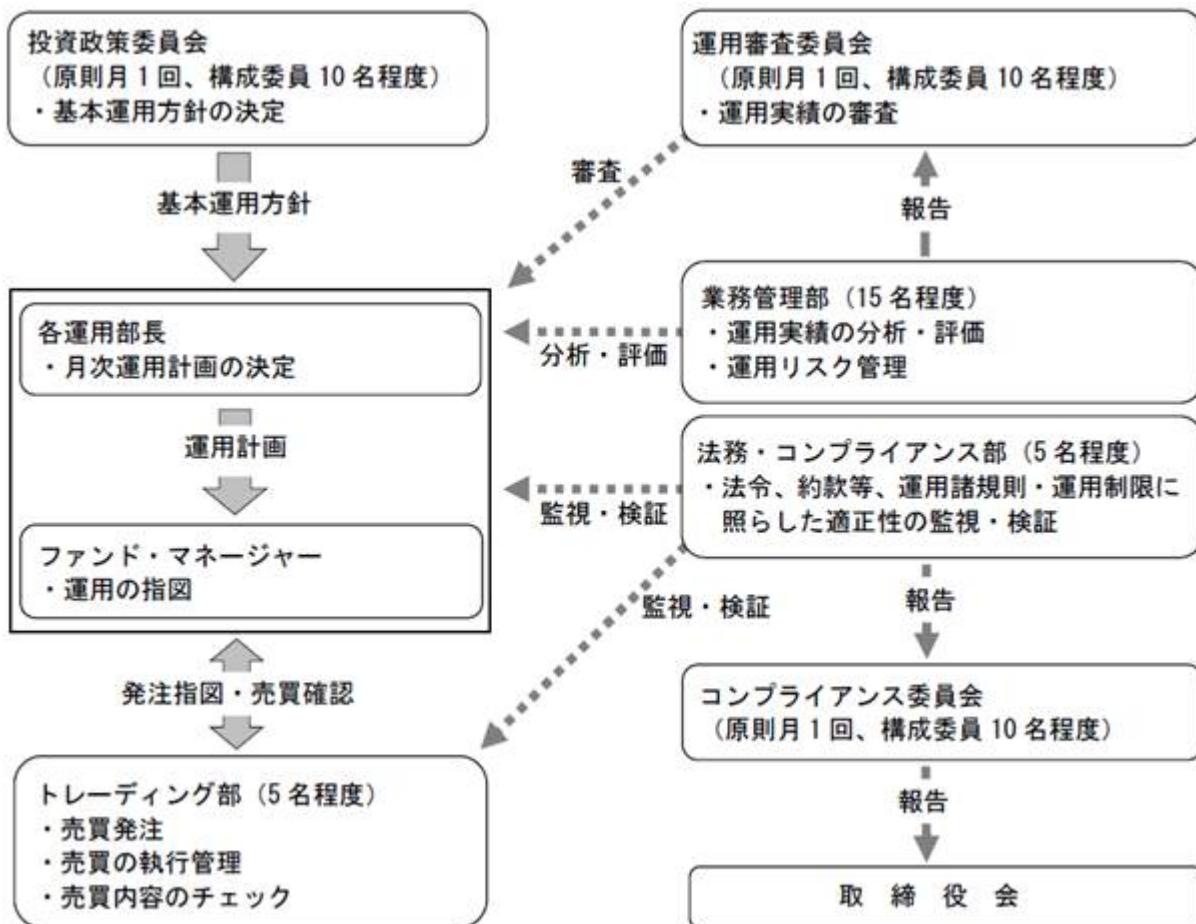 投資政策委員会
（原則月1回、構成委員10名程度）
・基本運用方針の決定
基本運用方針
各運用部長
・月次運用計画の決定
運用計画
ファンド・マネージャー
・運用の指図
発注指図・売買確認
トレーディング部（5名程度）
・売買発注
・売買の執行管理
・売買内容のチェック
運用審査委員会
（原則月1回、構成委員10名程度）
・運用実績の審査
審査
報告
業務管理部（15名程度）
・運用実績の分析・評価
・運用リスク管理
分析・評価
法務・コンプライアンス部（5名程度）
・法令、約款等、運用諸規則・運用制限に
照らした適正性の監視・検証
監視・検証
監視・検証
報告
コンプライアンス委員会
（原則月1回、構成委員10名程度）
報告
取締役会